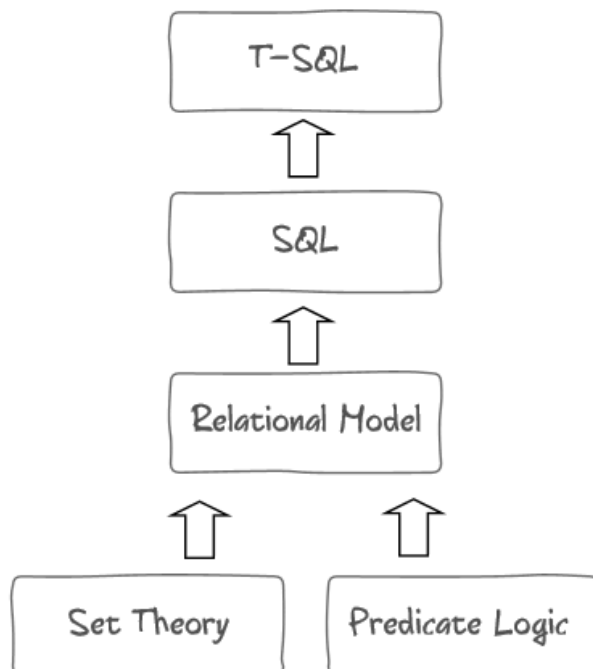 T-SQL
SQL
Relational Model
Set Theory
Predicate Logic